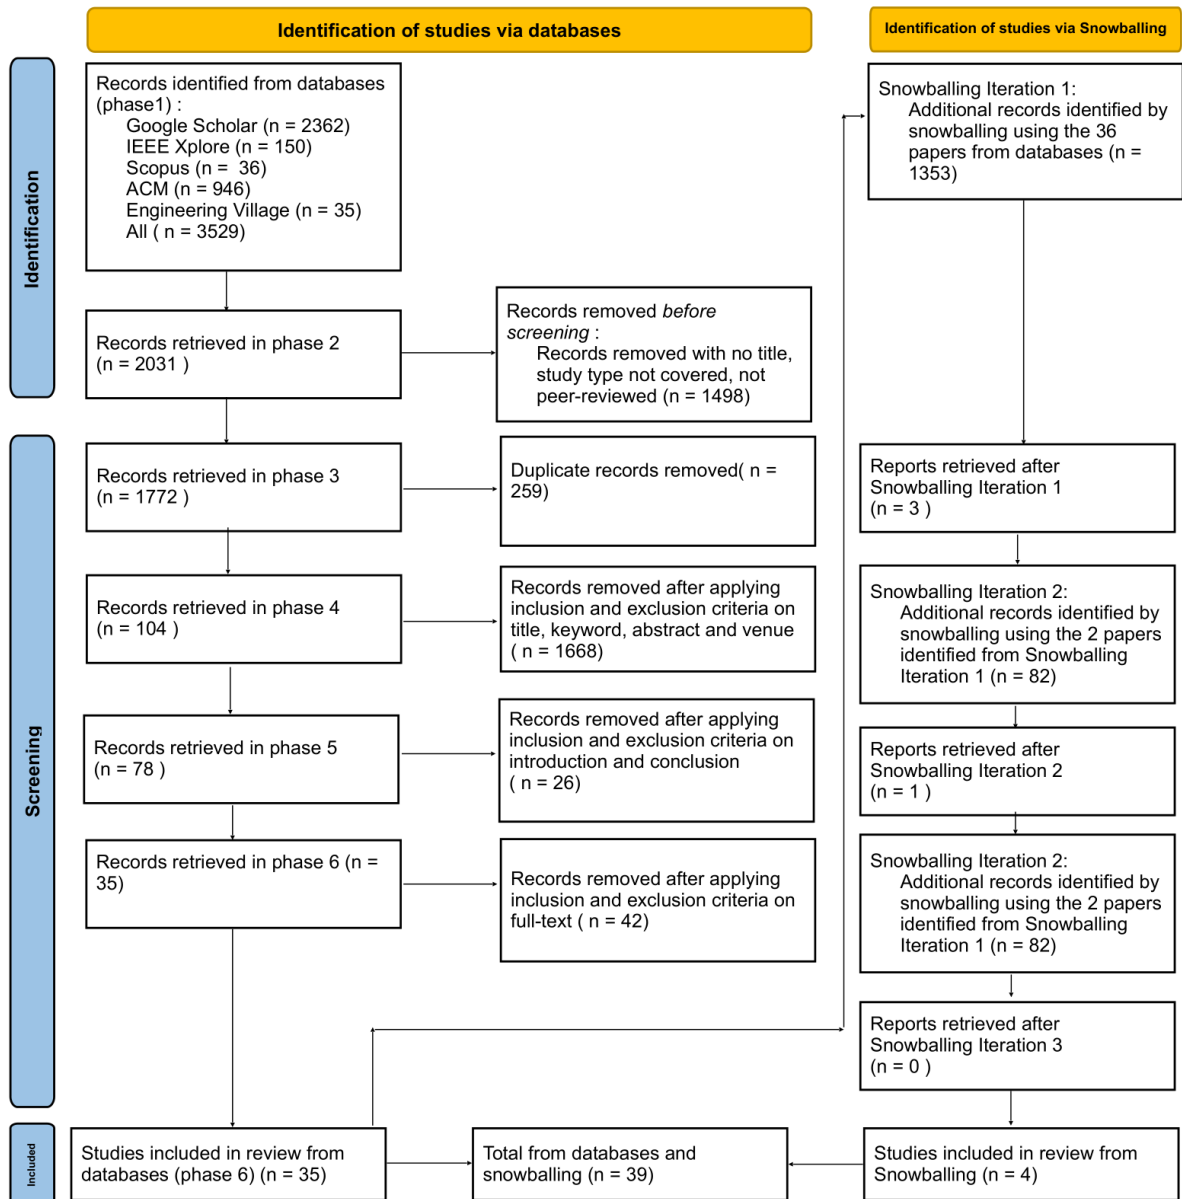 Identification of studies via databases
Identification of studies via Snowballing
Identification
Records identified from databases
(phase1) :
Google Scholar (n = 2362)
IEEE Xplore (n = 150)
Scopus (n =  36)
ACM (n = 946)
Engineering Village (n = 35)
All ( n = 3529)
Records retrieved in phase 2
(n = 2031 )
Records removed before
screening :
Records removed with no title,
study type not covered, not
peer-reviewed (n = 1498)
Screening
Records retrieved in phase 3
(n = 1772 )
Duplicate records removed( n =
259)
Records retrieved in phase 4
(n = 104 )
Records removed after applying
inclusion and exclusion criteria on
title, keyword, abstract and venue
( n = 1668)
Records retrieved in phase 5
(n = 78 )
Records removed after applying
inclusion and exclusion criteria on
introduction and conclusion
( n = 26)
Records retrieved in phase 6 (n =
35)
Records removed after applying
inclusion and exclusion criteria on
full-text ( n = 42)
Snowballing Iteration 1:
Additional records identified by
snowballing using the 36
papers from databases (n =
1353)
Reports retrieved after
Snowballing Iteration 1
(n = 3 )
Snowballing Iteration 2:
Additional records identified by
snowballing using the 2 papers
identified from Snowballing
Iteration 1 (n = 82)
Reports retrieved after
Snowballing Iteration 2
(n = 1 )
Snowballing Iteration 2:
Additional records identified by
snowballing using the 2 papers
identified from Snowballing
Iteration 1 (n = 82)
Reports retrieved after
Snowballing Iteration 3
(n = 0 )
Included
Studies included in review from
databases (phase 6) (n = 35)
Total from databases and
snowballing (n = 39)
Studies included in review from
Snowballing (n = 4)